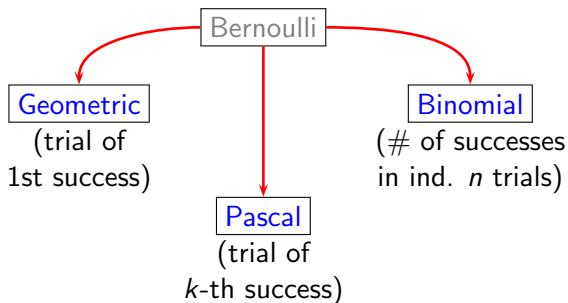 Bernoulli
Geometric
(trial of
1st success)
Binomial
(# of successes
in ind. n trials)
Pascal
(trial of
k-th success)